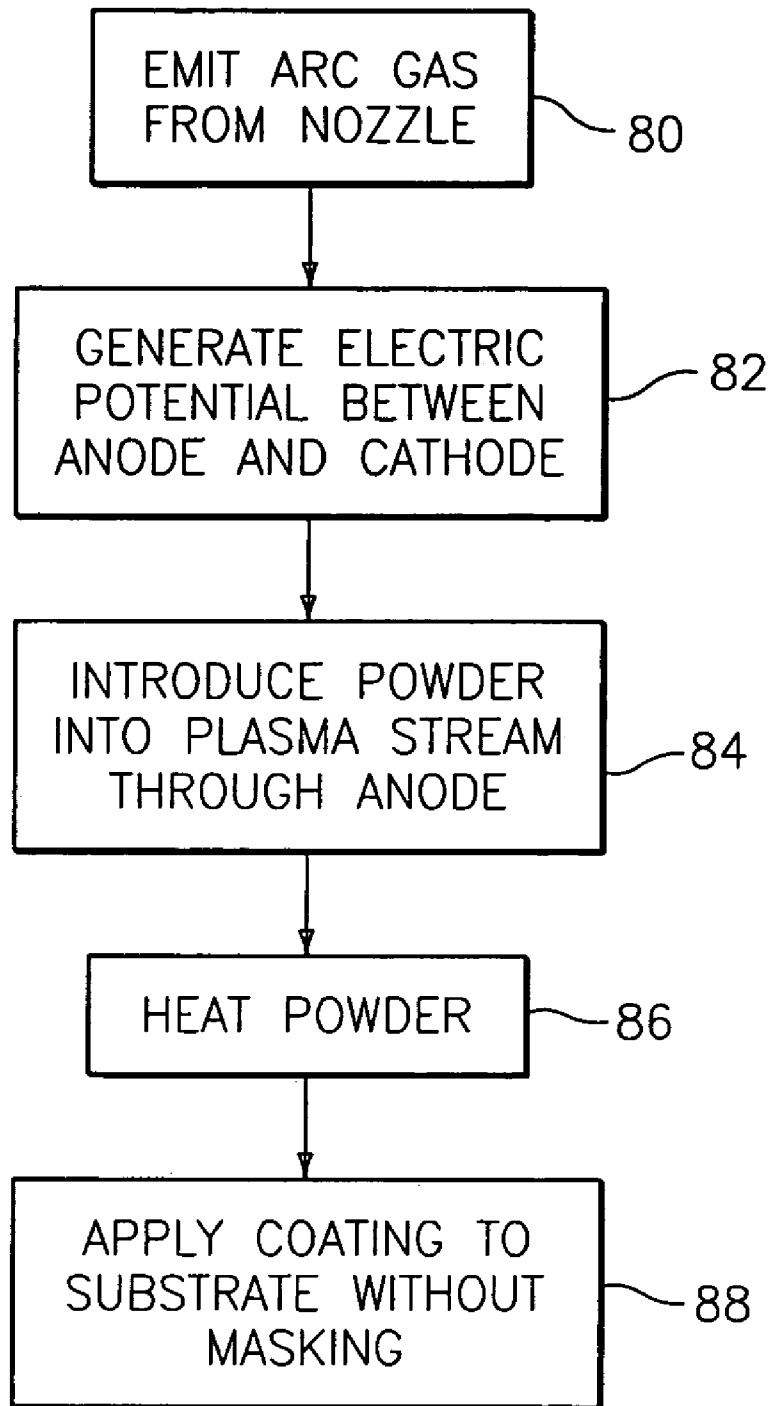 EMIT ARC GAS
FROM NOZZLE
80
GENERATE ELECTRIC
POTENTIAL BETWEEN
ANODE AND CATHODE
82
INTRODUCE POWDER
INTO PLASMA STREAM
THROUGH ANODE
84
HEAT POWDER
86
APPLY COATING TO
SUBSTRATE WITHOUT
MASKING
88